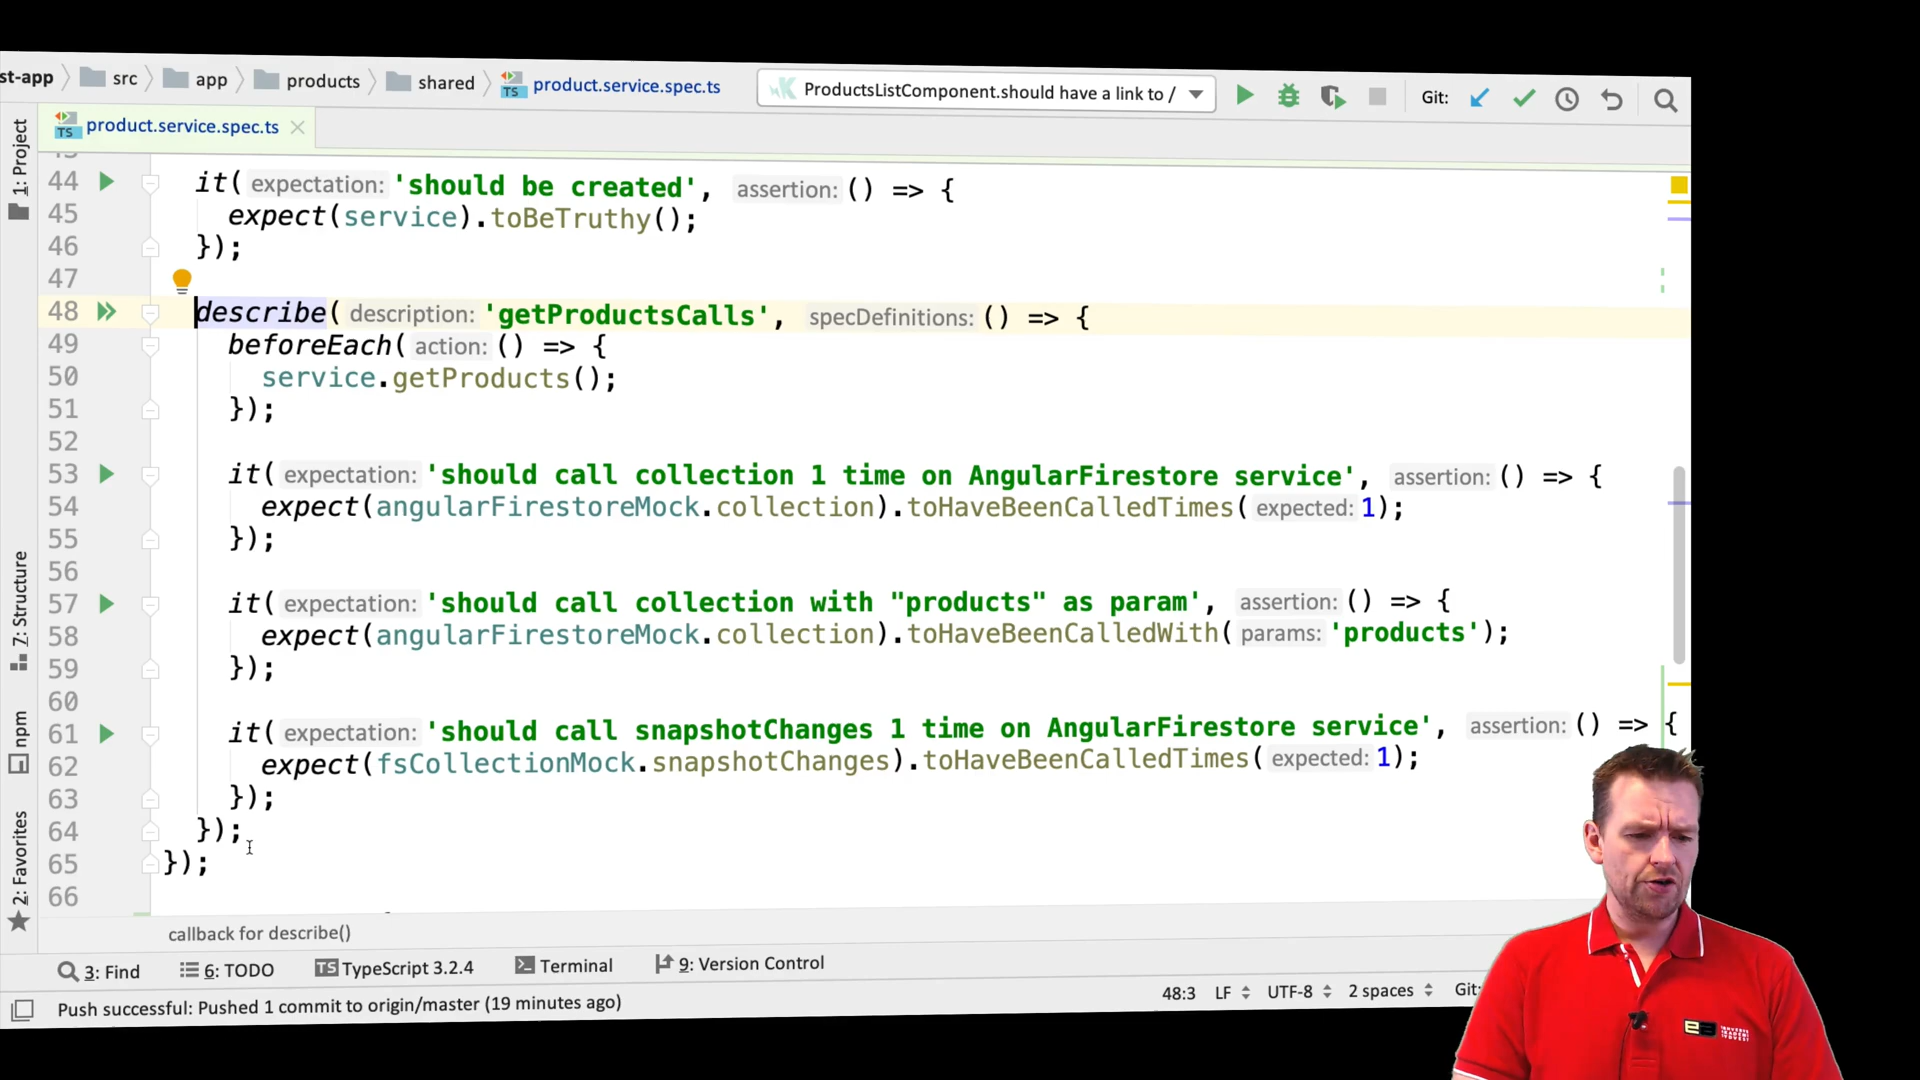 st-app src app products shared product.service.spec.ts ProductsListComponent.should have a link to / Git:
product.service.spec.ts
1: Project
7: Structure
npm
2: Favorites
44 it( expectation: 'should be created', assertion: () => {
45 expect(service).toBeTruthy();
46 });
47
48 describe( description: 'getProductsCalls', specDefinitions: () => {
49 beforeEach( action: () => {
50 service.getProducts();
51 });
52
53 it( expectation: 'should call collection 1 time on AngularFirestore service', assertion: () => {
54 expect(angularFirestoreMock.collection).toHaveBeenCalledTimes( expected: 1);
55 });
56
57 it( expectation: 'should call collection with "products" as param', assertion: () => {
58 expect(angularFirestoreMock.collection).toHaveBeenCalledWith( params: 'products');
59 });
60
61 it( expectation: 'should call snapshotChanges 1 time on AngularFirestore service', assertion: () => {
62 expect(fsCollectionMock.snapshotChanges).toHaveBeenCalledTimes( expected: 1);
63 });
64 });
65 });
66
callback for describe()
3: Find 6: TODO TypeScript 3.2.4 Terminal 9: Version Control
Push successful: Pushed 1 commit to origin/master (19 minutes ago) 48:3 LF UTF-8 2 spaces Git: